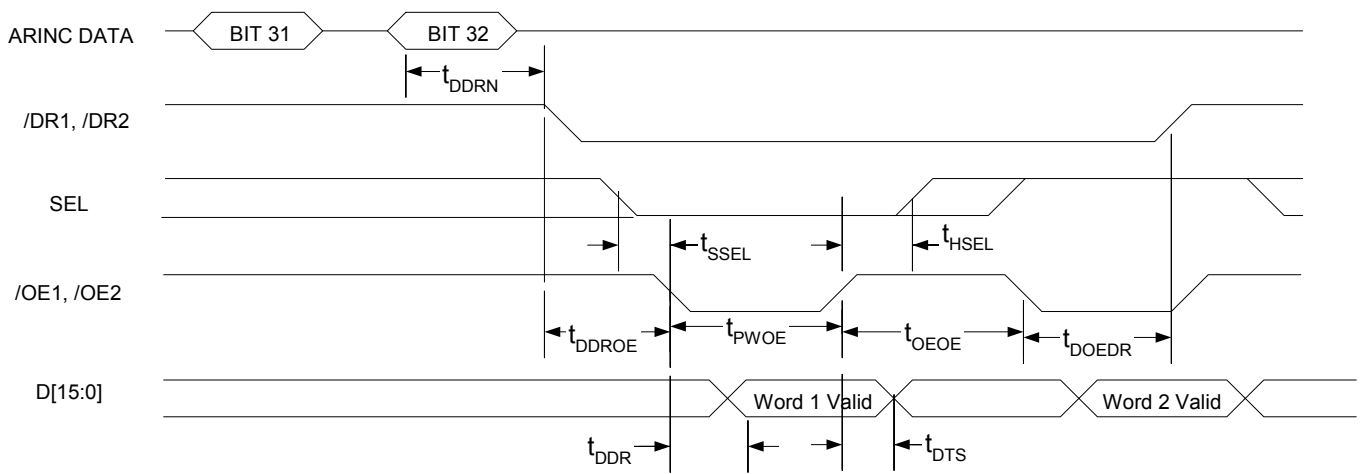 ARINC DATA
BIT 31
BIT 32
tDDRN
/DR1, /DR2
SEL
tSSEL
tHSEL
/OE1, /OE2
tDDROE
tPWOE
tOEOE
tDOEDR
D[15:0]
Word 1 Valid
Word 2 Valid
tDDR
tDTS